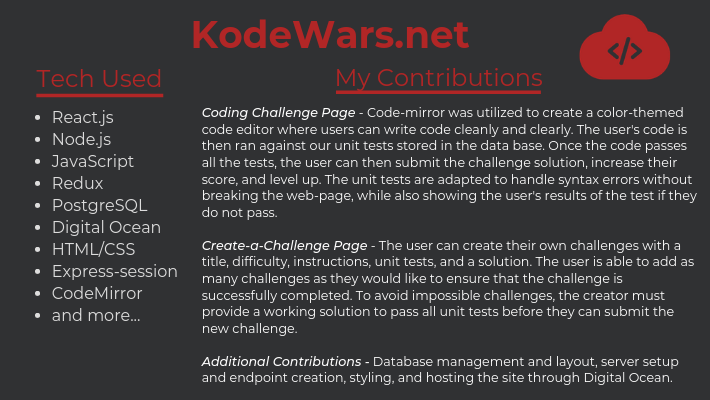 KodeWars.net
</>
Tech Used
React.js
Node.js
JavaScript
Redux
PostgreSQL
Digital Ocean
HTML/CSS
Express-session
CodeMirror
and more...
My Contributions
Coding Challenge Page - Code-mirror was utilized to create a color-themed
code editor where users can write code cleanly and clearly. The user's code is
then ran against our unit tests stored in the data base. Once the code passes
all the tests, the user can then submit the challenge solution, increase their
score, and level up. The unit tests are adapted to handle syntax errors without
breaking the web-page, while also showing the user's results of the test if they
do not pass.
Create-a-Challenge Page - The user can create their own challenges with a
title, difficulty, instructions, unit tests, and a solution. The user is able to add as
many challenges as they would like to ensure that the challenge is
successfully completed. To avoid impossible challenges, the creator must
provide a working solution to pass all unit tests before they can submit the
new challenge.
Additional Contributions - Database management and layout, server setup
and endpoint creation, styling, and hosting the site through Digital Ocean.